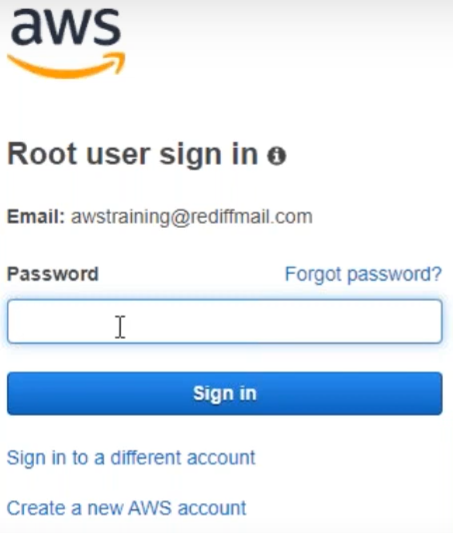 aws
Root user sign in i
Email: awstraining@rediffmail.com
Password Forgot password?
Sign in
Sign in to a different account
Create a new AWS account